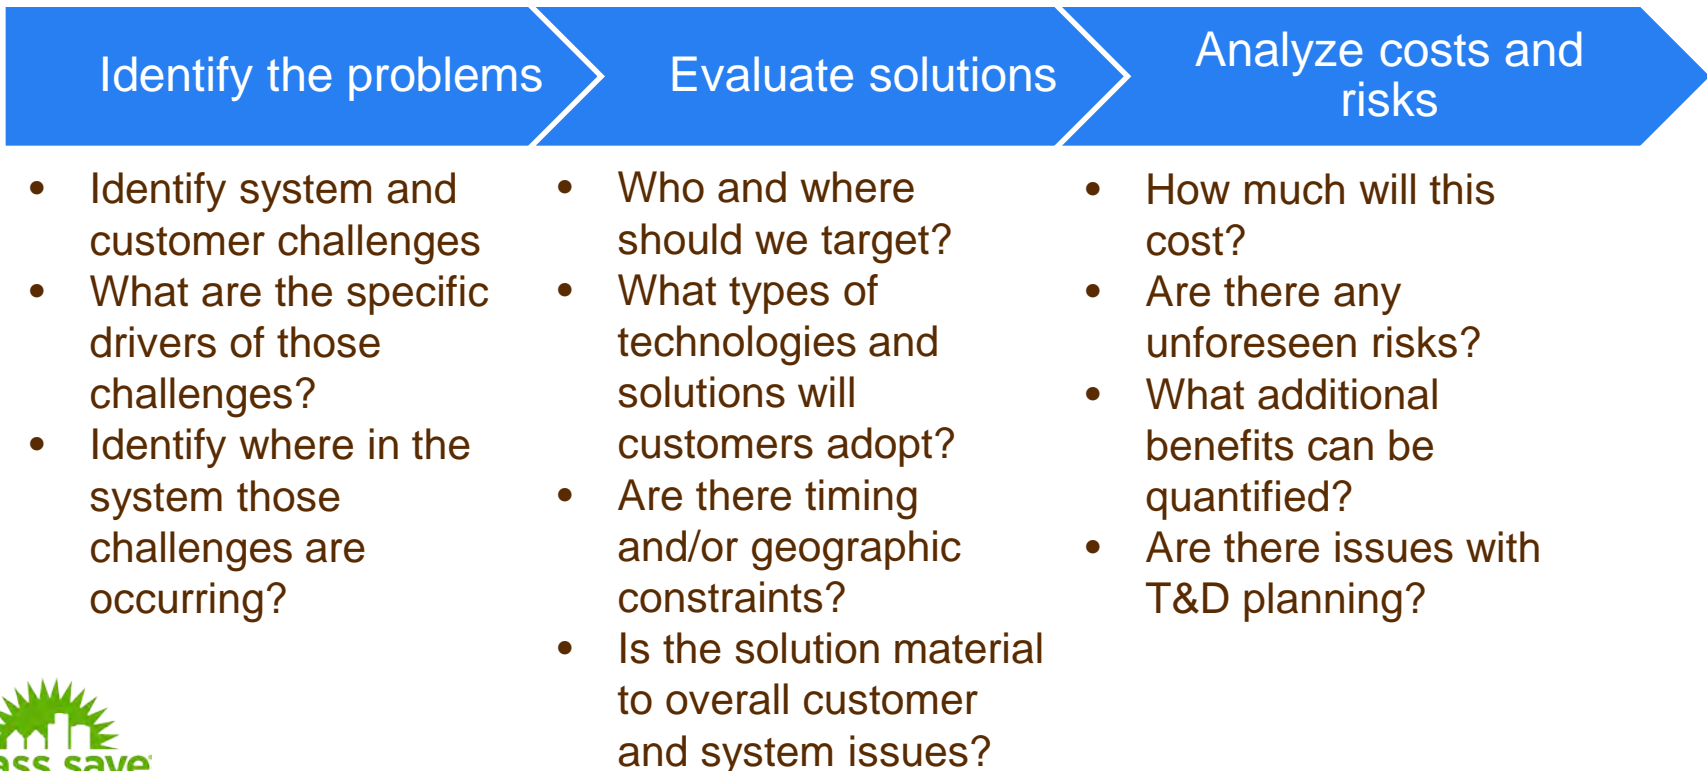 Identify the problems
Evaluate solutions
Analyze costs and
risks
• Identify system and
customer challenges
• What are the specific
drivers of those
challenges?
• Identify where in the
system those
challenges are
occurring?
• Who and where
should we target?
• What types of
technologies and
solutions will
customers adopt?
• Are there timing
and/or geographic
constraints?
• Is the solution material
to overall customer
and system issues?
• How much will this
cost?
• Are there any
unforeseen risks?
• What additional
benefits can be
quantified?
• Are there issues with
T&D planning?
save